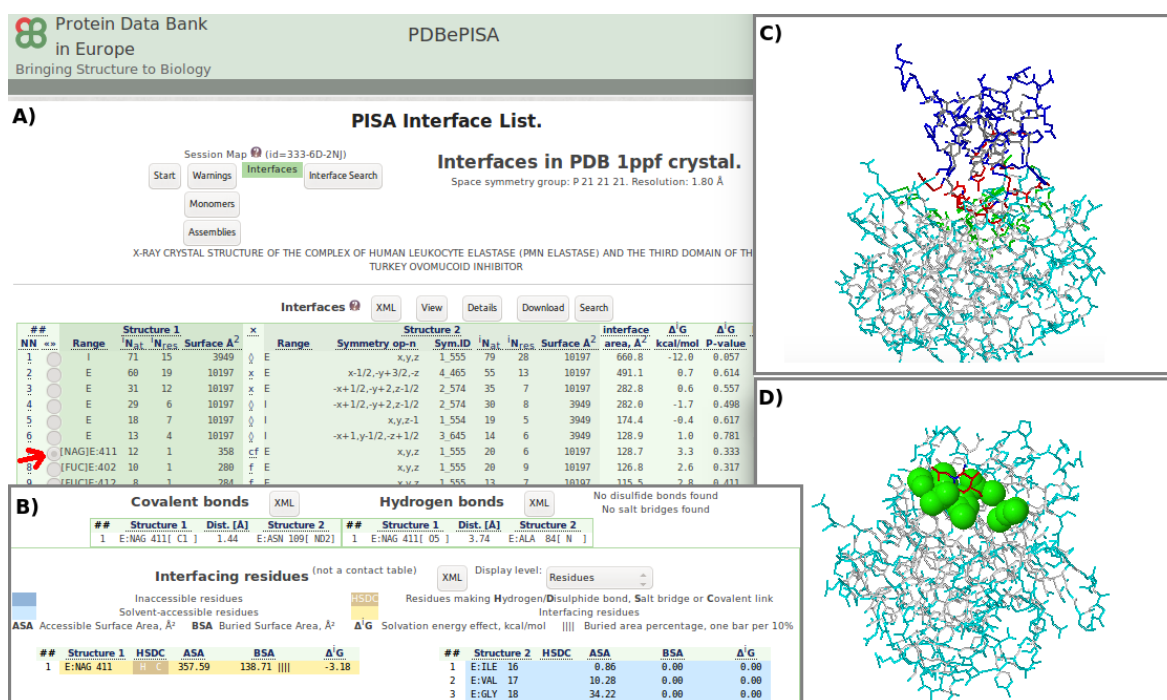 Protein Data Bank
in Europe
Bringing Structure to Biology
PDBePISA
A)
PISA Interface List.
Session Map (id=333-6D-2NJ)
Start Warnings Interfaces Interface Search
Monomers
Assemblies
Interfaces in PDB 1ppf crystal.
Space symmetry group: P 21 21 21. Resolution: 1.80 Å
X-RAY CRYSTAL STRUCTURE OF THE COMPLEX OF HUMAN LEUKOCYTE ELASTASE (PMN ELASTASE) AND THE THIRD DOMAIN OF TH
TURKEY OVOMUCOID INHIBITOR
Interfaces XML View Details Download Search
## Structure 1 × Structure 2 interface ΔⁱG ΔⁱG
NN «» Range ⁱNat ⁱNres Surface Å² Range Symmetry op-n Sym.ID ⁱNat ⁱNres Surface Å² area, Å² kcal/mol P-value
1 I 71 15 3949 ◊ E x,y,z 1_555 79 28 10197 660.8 -12.0 0.057
2 E 60 19 10197 x E x-1/2,-y+3/2,-z 4_465 55 13 10197 491.1 0.7 0.614
3 E 31 12 10197 x E -x+1/2,-y+2,z-1/2 2_574 35 7 10197 282.8 0.6 0.557
4 E 29 6 10197 ◊ I -x+1/2,-y+2,z-1/2 2_574 30 8 3949 282.0 -1.7 0.498
5 E 18 7 10197 ◊ I x,y,z-1 1_554 19 5 3949 174.4 -0.4 0.617
6 E 13 4 10197 ◊ I -x+1,y-1/2,-z+1/2 3_645 14 6 3949 128.9 1.0 0.781
[NAG]E:411 12 1 358 cf E x,y,z 1_555 20 6 10197 128.7 3.3 0.333
8 [FUC]E:402 10 1 280 f E x,y,z 1_555 20 9 10197 126.8 2.6 0.317
9 [FUC]E:412 8 1 284 f E x,y,z 1_555 13 7 10197 115.5 2.8 0.411
B)
Covalent bonds XML
## Structure 1 Dist. [Å] Structure 2
1 E:NAG 411[ C1 ] 1.44 E:ASN 109[ ND2]
Hydrogen bonds XML
## Structure 1 Dist. [Å] Structure 2
1 E:NAG 411[ O5 ] 3.74 E:ALA 84[ N ]
No disulfide bonds found
No salt bridges found
Interfacing residues (not a contact table) XML Display level: Residues
Inaccessible residues HSDC Residues making Hydrogen/Disulphide bond, Salt bridge or Covalent link
Solvent-accessible residues Interfacing residues
ASA Accessible Surface Area, Å² BSA Buried Surface Area, Å² ΔⁱG Solvation energy effect, kcal/mol |||| Buried area percentage, one bar per 10%
## Structure 1 HSDC ASA BSA ΔⁱG
1 E:NAG 411 H C 357.59 138.71 |||| -3.18
## Structure 2 HSDC ASA BSA ΔⁱG
1 E:ILE 16 0.86 0.00 0.00
2 E:VAL 17 10.28 0.00 0.00
3 E:GLY 18 34.22 0.00 0.00
C)
D)